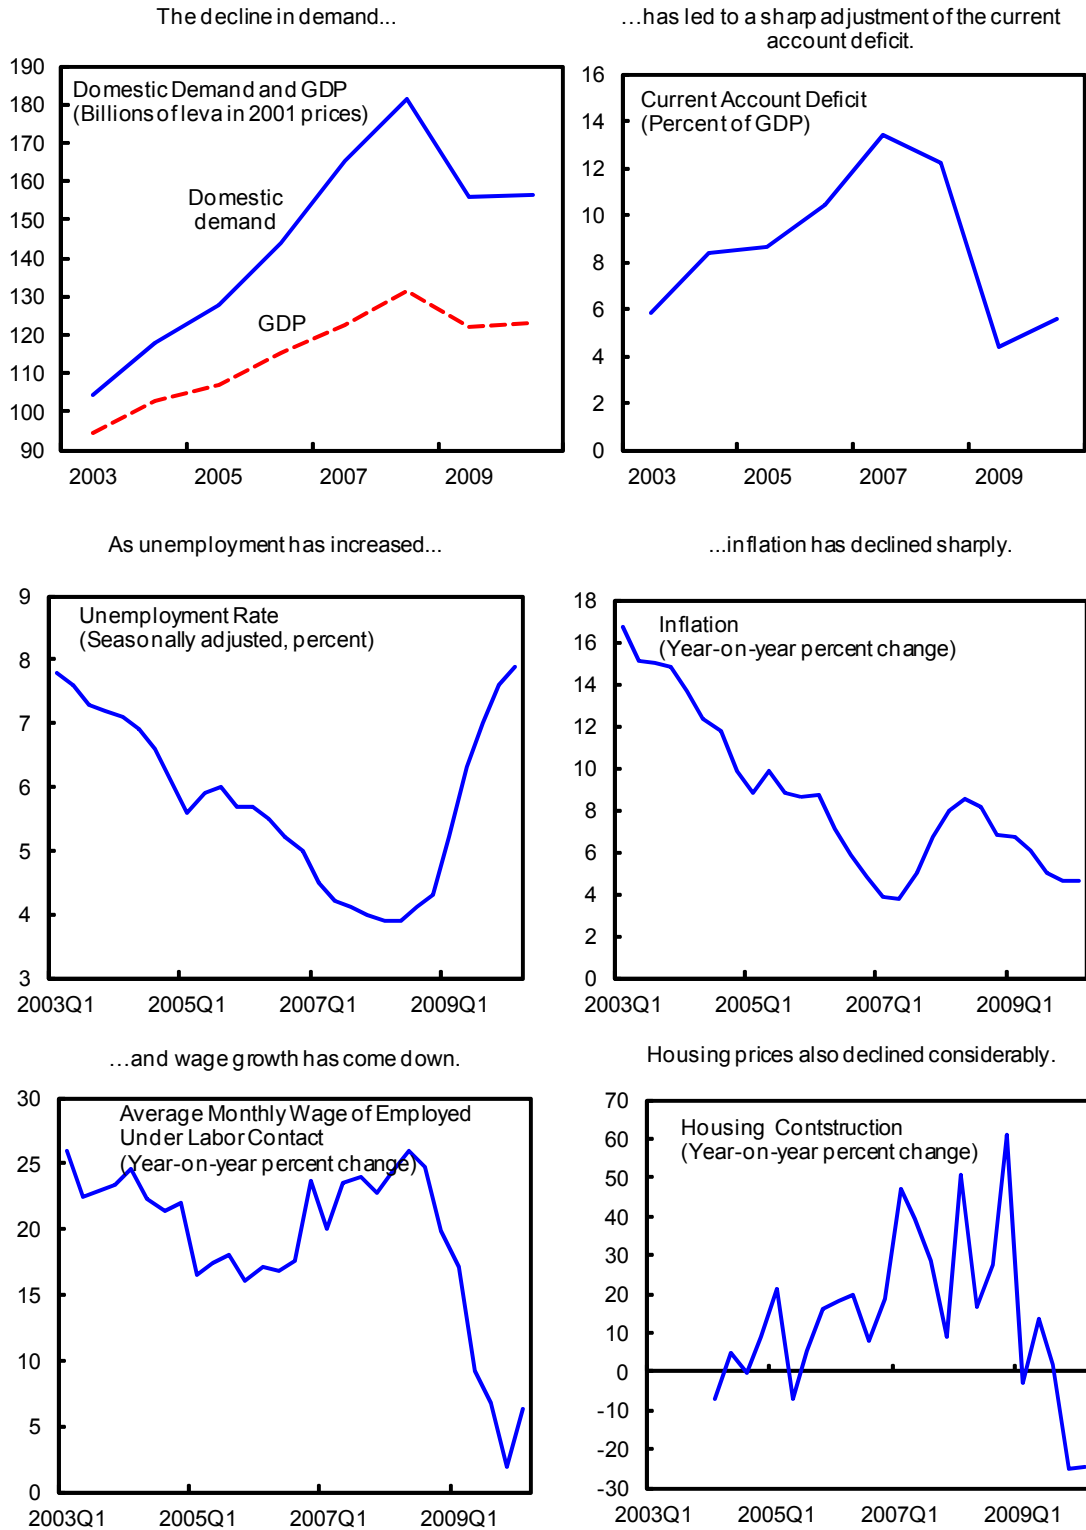 The decline in demand...
190
180
170
160
150
140
130
120
110
100
90
Domestic Demand and GDP
(Billions of leva in 2001 prices)
Domestic
demand
GDP
2003 2005 2007 2009
...has led to a sharp adjustment of the current
account deficit.
16
14
12
10
8
6
4
2
0
Current Account Deficit
(Percent of GDP)
2003 2005 2007 2009
As unemployment has increased...
9
8
7
6
5
4
3
Unemployment Rate
(Seasonally adjusted, percent)
2003Q1 2005Q1 2007Q1 2009Q1
...inflation has declined sharply.
18
16
14
12
10
8
6
4
2
0
Inflation
(Year-on-year percent change)
2003Q1 2005Q1 2007Q1 2009Q1
...and wage growth has come down.
30
25
20
15
10
5
0
Average Monthly Wage of Employed
Under Labor Contact
(Year-on-year percent change)
2003Q1 2005Q1 2007Q1 2009Q1
Housing prices also declined considerably.
70
60
50
40
30
20
10
0
-10
-20
-30
Housing Contstruction
(Year-on-year percent change)
2003Q1 2005Q1 2007Q1 2009Q1